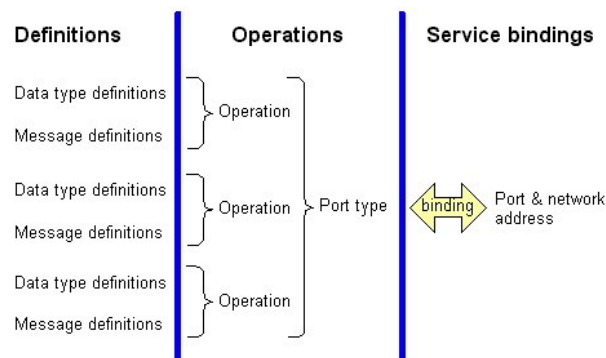 Definitions
Operations
Service bindings
Data type definitions
Message definitions
Operation
Data type definitions
Message definitions
Operation
Data type definitions
Message definitions
Operation
Port type
binding
Port & network
address